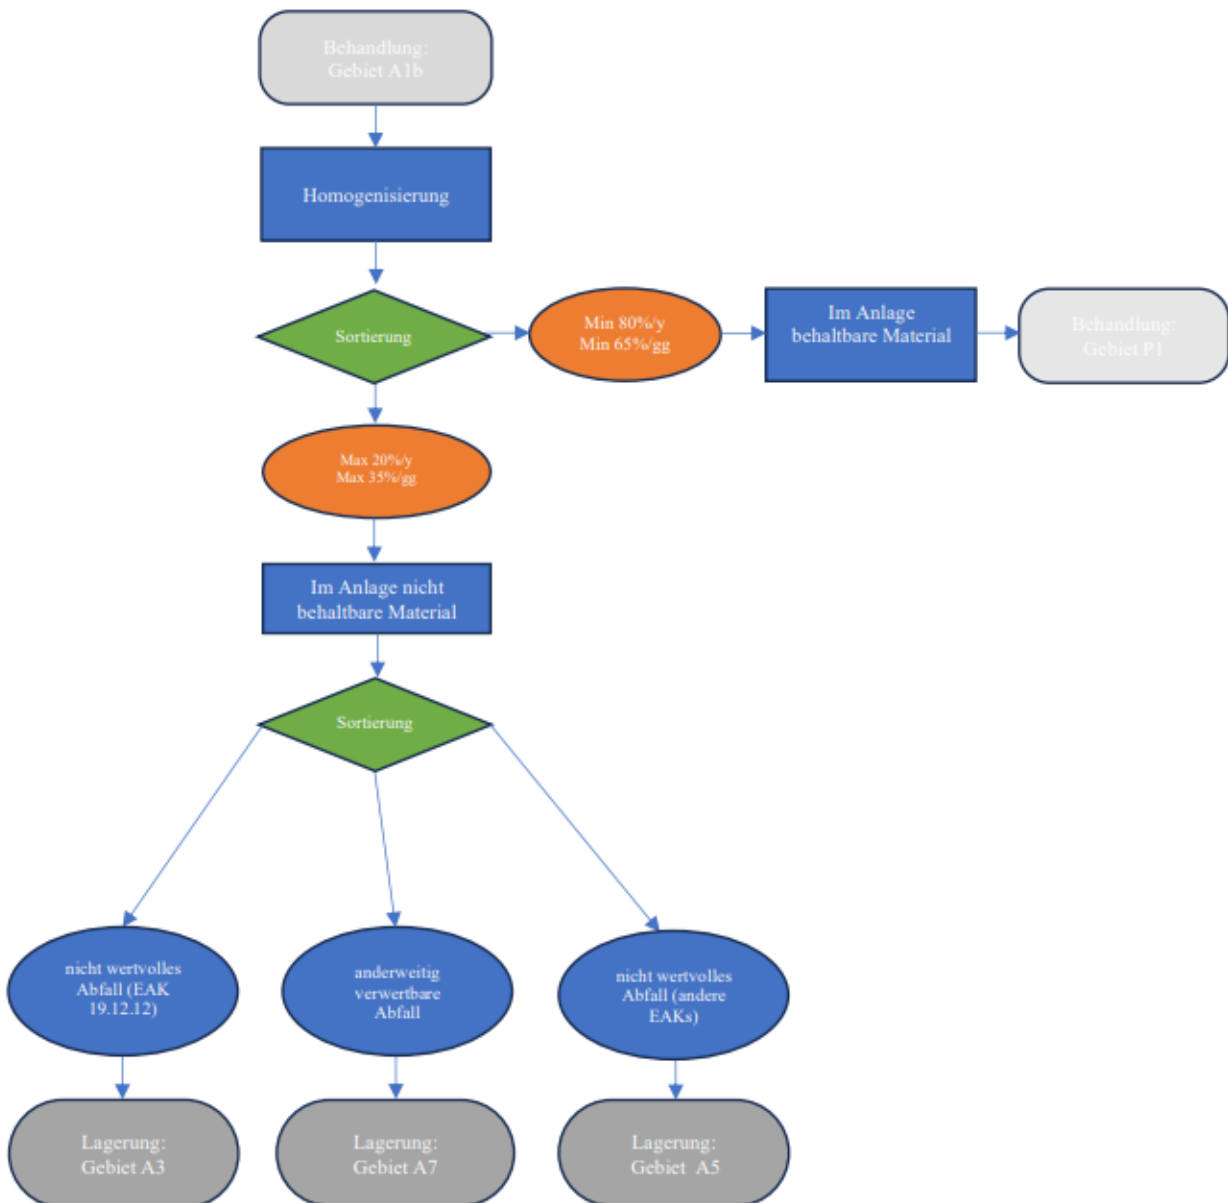 Behandlung:
Gebiet A1b
Homogenisierung
Sortierung
Min 80%/y
Min 65%/gg
Im Anlage
behaltbare Material
Behandlung:
Gebiet P1
Max 20%/y
Max 35%/gg
Im Anlage nicht
behaltbare Material
Sortierung
nicht wertvolles
Abfall (EAK
19.12.12)
anderweitig
verwertbare
Abfall
nicht wertvolles
Abfall (andere
EAKs)
Lagerung:
Gebiet A3
Lagerung:
Gebiet A7
Lagerung:
Gebiet  A5